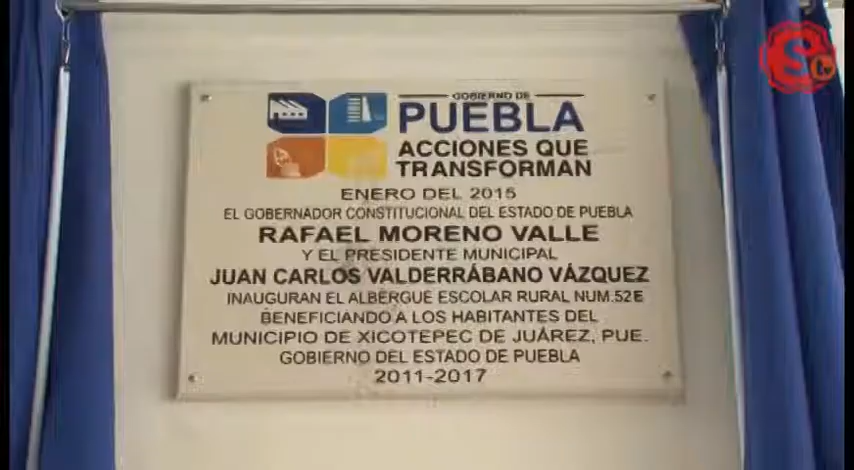 GOBIERNO DE
PUEBLA
ACCIONES QUE
TRANSFORMAN
ENERO DEL 2015
EL GOBERNADOR CONSTITUCIONAL DEL ESTADO DE PUEBLA
RAFAEL MORENO VALLE
Y EL PRESIDENTE MUNICIPAL
JUAN CARLOS VALDERRÁBANO VÁZQUEZ
INAUGURAN EL ALBERGUE ESCOLAR RURAL NUM.52E
BENEFICIANDO A LOS HABITANTES DEL
MUNICIPIO DE XICOTEPEC DE JUÁREZ, PUE.
GOBIERNO DEL ESTADO DE PUEBLA
2011-2017